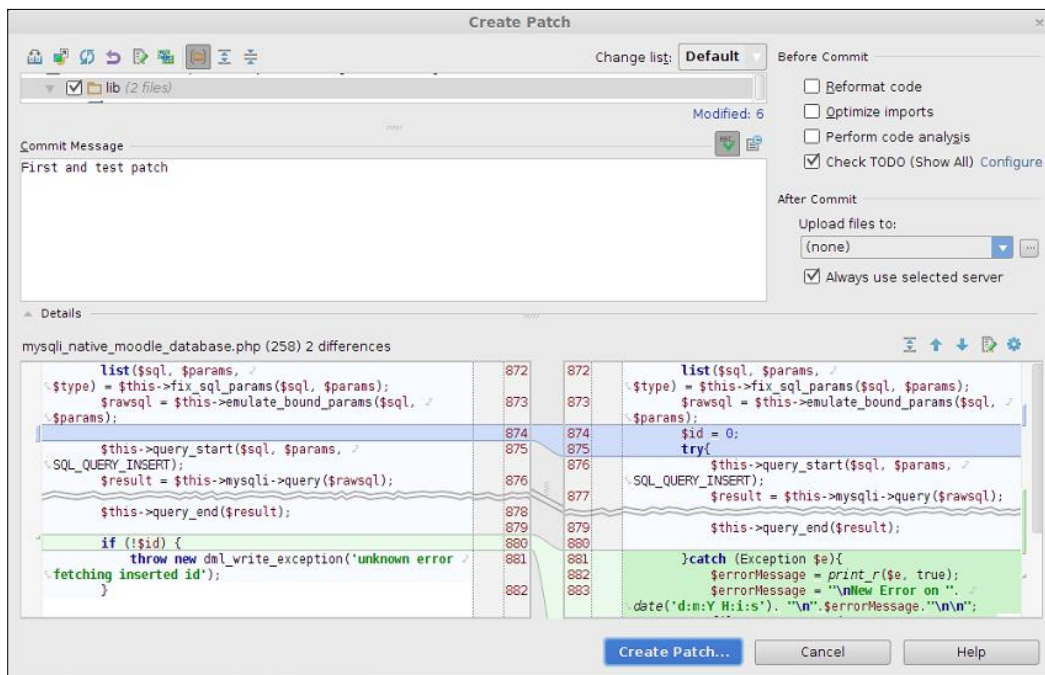 Create Patch
Change list: Default
Before Commit
lib (2 files)
Reformat code
Modified: 6
Optimize imports
Perform code analysis
Commit Message
Check TODO (Show All) Configure
First and test patch
After Commit
Upload files to:
(none)
Always use selected server
Details
mysqli_native_moodle_database.php (258) 2 differences
list($sql, $params,
$type) = $this->fix_sql_params($sql, $params);
$rawsql = $this->emulate_bound_params($sql,
$params);
$this->query_start($sql, $params,
SQL_QUERY_INSERT);
$result = $this->mysqli->query($rawsql);
$this->query_end($result);
if (!$id) {
throw new dml_write_exception('unknown error
fetching inserted id');
}
872
873
874
875
876
878
879
880
881
882
872
873
874
875
876
877
879
880
881
882
883
list($sql, $params,
$type) = $this->fix_sql_params($sql, $params);
$rawsql = $this->emulate_bound_params($sql,
$params);
$id = 0;
try{
$this->query_start($sql, $params,
SQL_QUERY_INSERT);
$result = $this->mysqli->query($rawsql);
$this->query_end($result);
}catch (Exception $e){
$errorMessage = print_r($e, true);
$errorMessage = "\nNew Error on ".
date('d:m:Y H:i:s'). "\n".$errorMessage."\n\n";
Create Patch...
Cancel
Help